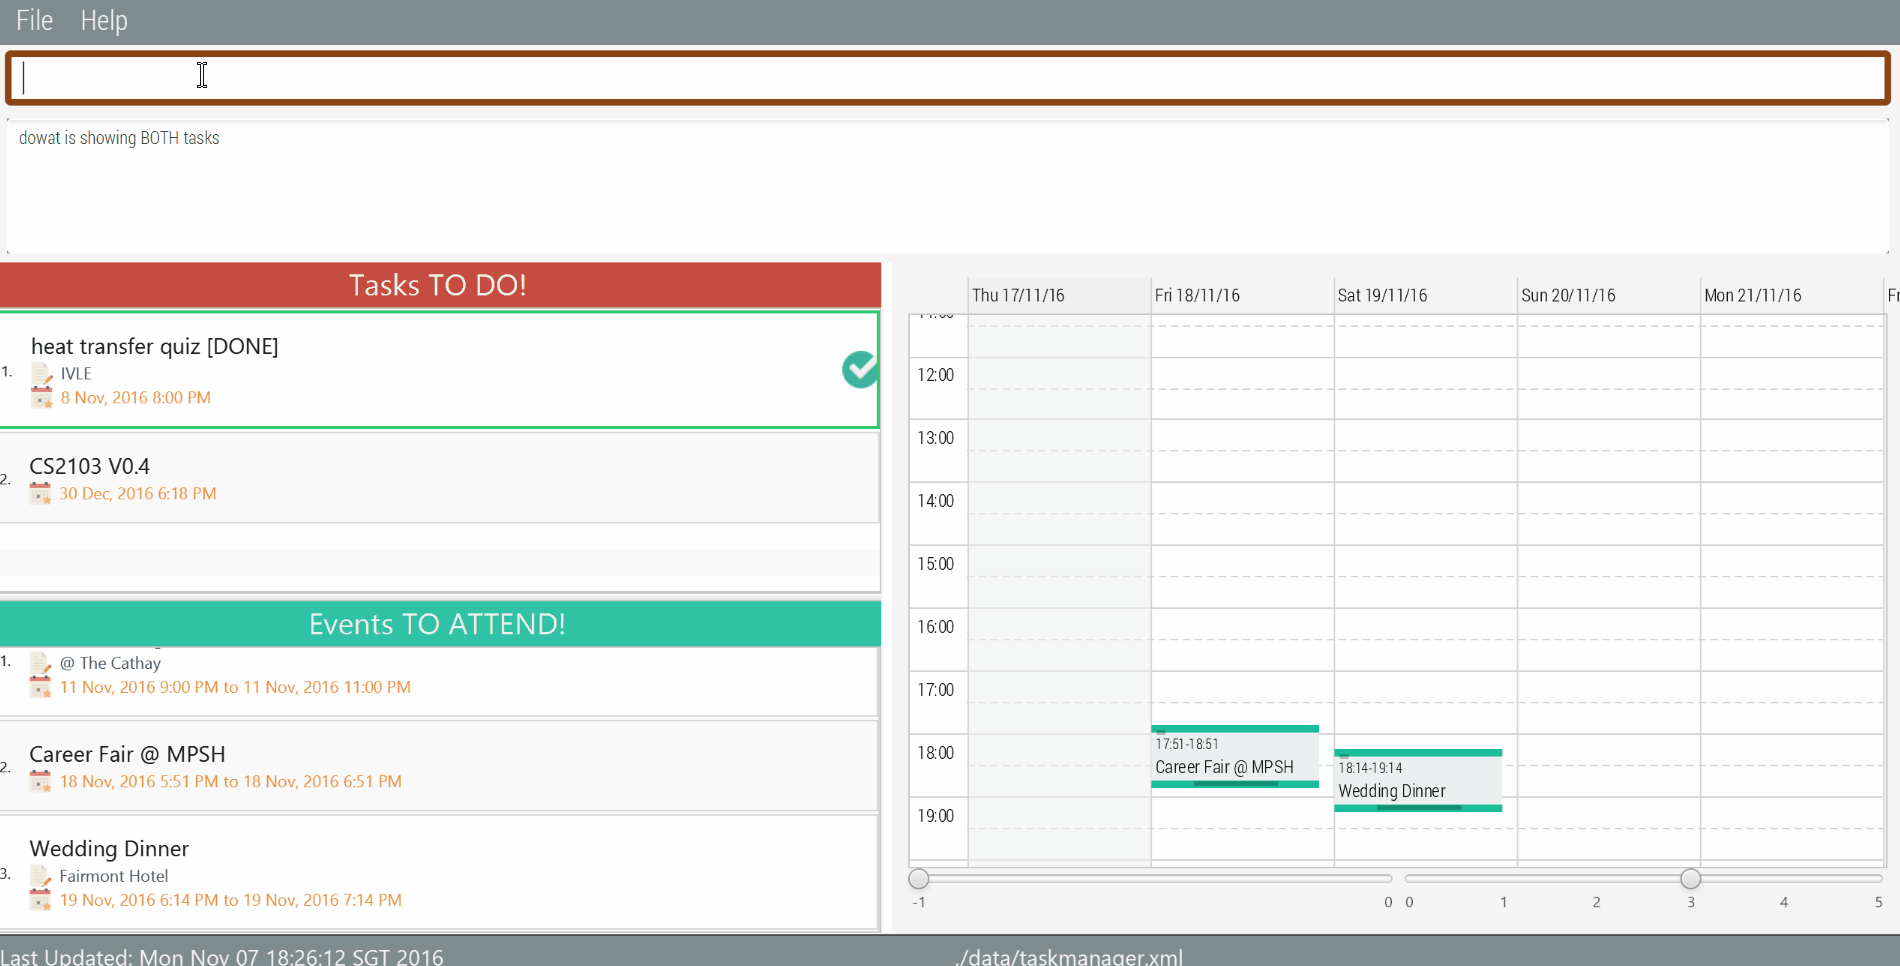 File Help
dowat is showing BOTH tasks
Tasks TO DO!
1.
heat transfer quiz [DONE]
IVLE
8 Nov, 2016 8:00 PM
2.
CS2103 V0.4
30 Dec, 2016 6:18 PM
Events TO ATTEND!
1.
@ The Cathay
11 Nov, 2016 9:00 PM to 11 Nov, 2016 11:00 PM
2.
Career Fair @ MPSH
18 Nov, 2016 5:51 PM to 18 Nov, 2016 6:51 PM
3.
Wedding Dinner
Fairmont Hotel
19 Nov, 2016 6:14 PM to 19 Nov, 2016 7:14 PM
Thu 17/11/16 Fri 18/11/16 Sat 19/11/16 Sun 20/11/16 Mon 21/11/16 Fr
12:00
13:00
14:00
15:00
16:00
17:00
18:00
19:00
17:51-18:51
Career Fair @ MPSH
18:14-19:14
Wedding Dinner
-1 0 0 1 2 3 4 5
Last Updated: Mon Nov 07 18:26:12 SGT 2016
./data/taskmanager.xml